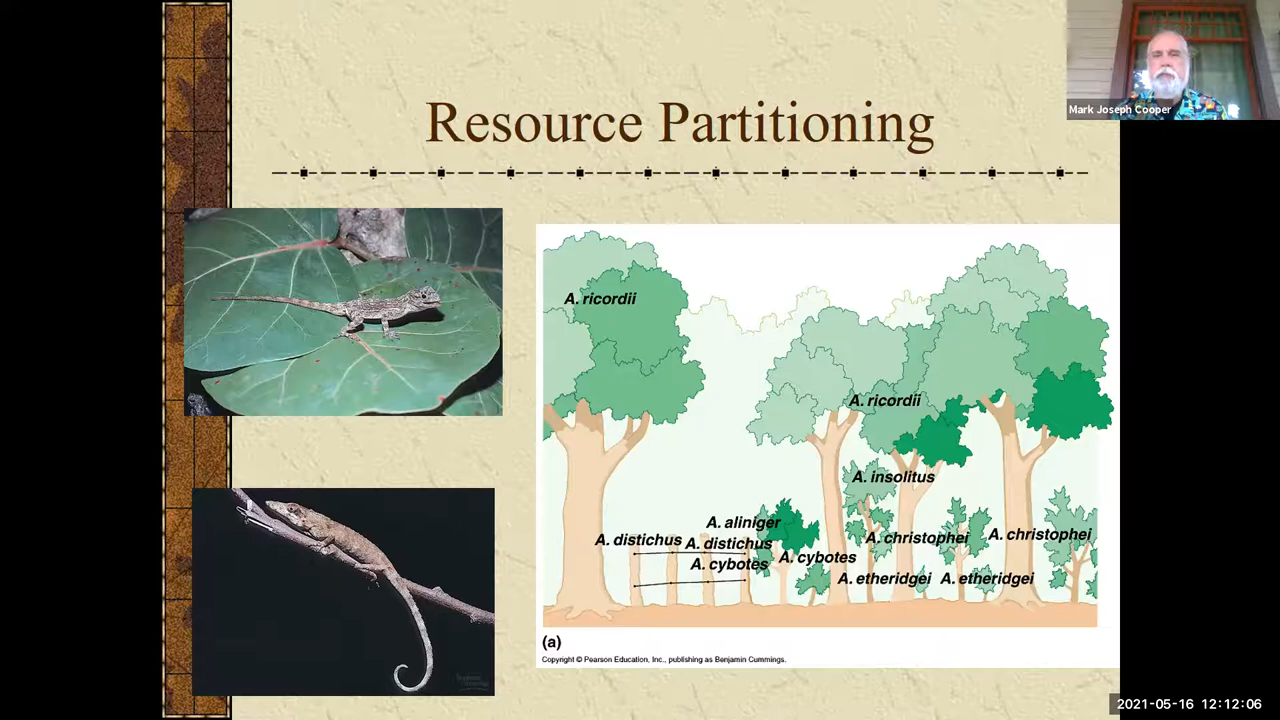 Resource Partitioning
Mark Joseph Cooper
A. ricordii
A. ricordii
A. insolitus
A. aliniger
A. distichus
A. distichus
A. cybotes
A. cybotes
A. christophei
A. christophei
A. etheridgei
A. etheridgei
(a)
Copyright © Pearson Education, Inc., publishing as Benjamin Cummings.
2021-05-16 12:12:06